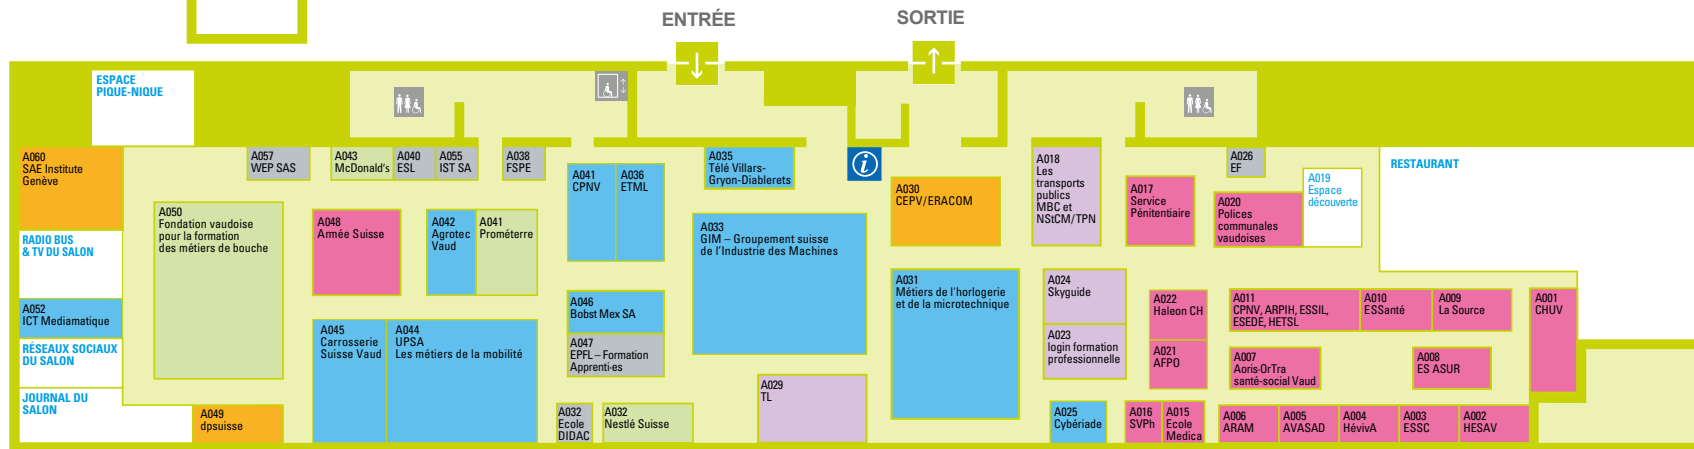 ENTRÉE
SORTIE
ESPACE
PIQUE-NIQUE
A060
SAE Institute
Genève
A057
WEP SAS
A043
McDonald's
A040
ESL
A055
IST SA
A038
FSPE
A041
CPNV
A036
ETML
A035
Télé Villars-
Gryon-Diablerets
A030
CEPV/ERACOM
A018
Les
transports
publics
MBC et
NStCM/TPN
A017
Service
Pénitentiaire
A026
EF
A020
Polices
communales
vaudoises
A019
Espace
découverte
RESTAURANT
A050
Fondation vaudoise
pour la formation
des métiers de bouche
A048
Armée Suisse
A042
Agrotec
Vaud
A041
Prométerre
A033
GIM – Groupement suisse
de l'Industrie des Machines
RADIO BUS
& TV DU SALON
A052
ICT Mediamatique
RÉSEAUX SOCIAUX
DU SALON
JOURNAL DU
SALON
A049
dpsuisse
A045
Carrosserie
Suisse Vaud
A044
UPSA
Les métiers de la mobilité
A046
Bobst Mex SA
A047
EPFL – Formation
Apprenti·es
A032
Ecole
DIDAC
A032
Nestlé Suisse
A029
TL
A031
Métiers de l'horlogerie
et de la microtechnique
A024
Skyguide
A023
login formation
professionnelle
A025
Cybériade
A022
Haleon CH
A021
AFPO
A016
SVPh
A015
Ecole
Medica
A011
CPNV, ARPIH, ESSIL,
ESEDE, HETSL
A010
ESSanté
A009
La Source
A001
CHUV
A007
Aoris·OrTra
santé-social Vaud
A008
ES ASUR
A006
ARAM
A005
AVASAD
A004
HévivA
A003
ESSC
A002
HESAV